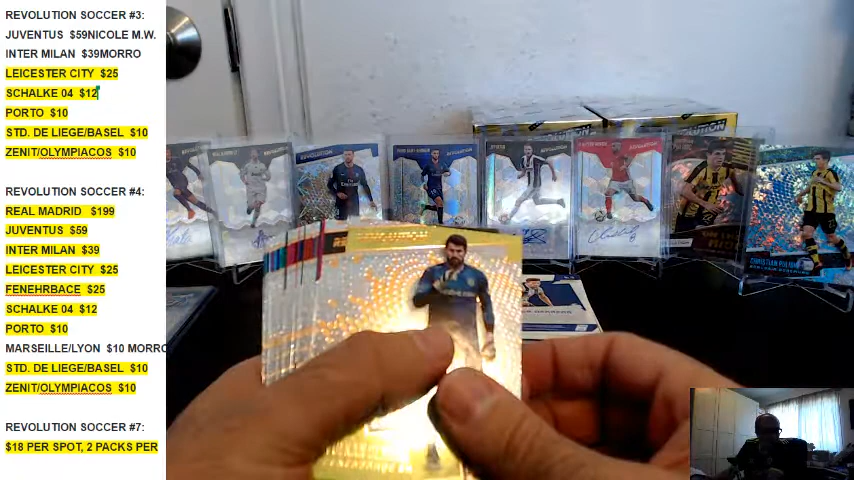 REVOLUTION SOCCER #3:
JUVENTUS $59NICOLE M.W.
INTER MILAN $39MORRO
LEICESTER CITY $25
SCHALKE 04 $12
PORTO $10
STD. DE LIEGE/BASEL $10
ZENIT/OLYMPIACOS $10
REVOLUTION SOCCER #4:
REAL MADRID $199
JUVENTUS $59
INTER MILAN $39
LEICESTER CITY $25
FENEHRBACE $25
SCHALKE 04 $12
PORTO $10
MARSEILLE/LYON $10 MORRO
STD. DE LIEGE/BASEL $10
ZENIT/OLYMPIACOS $10
REVOLUTION SOCCER #7:
$18 PER SPOT, 2 PACKS PER
REVOLUTION
CHRISTIAN